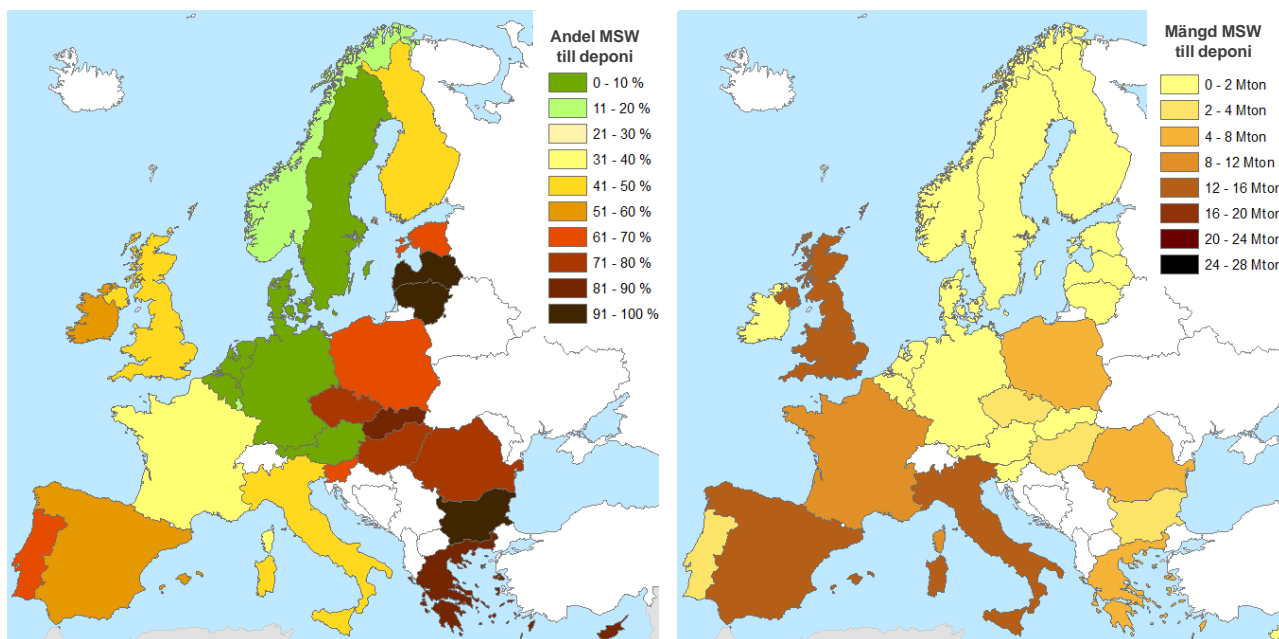 Andel MSW
till deponi
0 - 10 %
11 - 20 %
21 - 30 %
31 - 40 %
41 - 50 %
51 - 60 %
61 - 70 %
71 - 80 %
81 - 90 %
91 - 100 %
Mängd MSW
till deponi
0 - 2 Mton
2 - 4 Mton
4 - 8 Mton
8 - 12 Mton
12 - 16 Mton
16 - 20 Mton
20 - 24 Mton
24 - 28 Mton